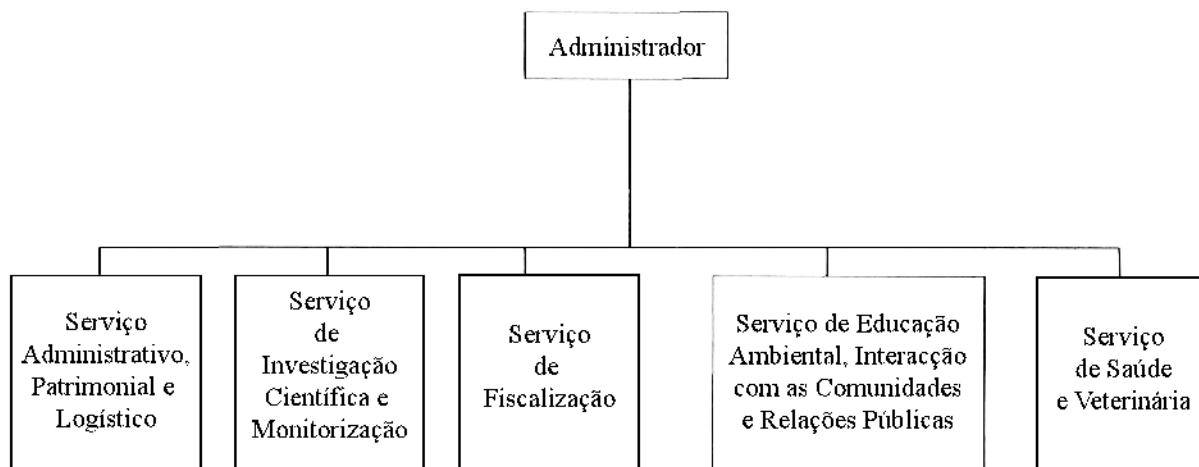 Administrador
Serviço
Administrativo,
Patrimonial e
Logístico
Serviço
de
Investigação
Científica e
Monitorização
Serviço
de
Fiscalização
Serviço de Educação
Ambiental, Interacção
com as Comunidades
e Relações Públicas
Serviço
de Saúde
e Veterinária